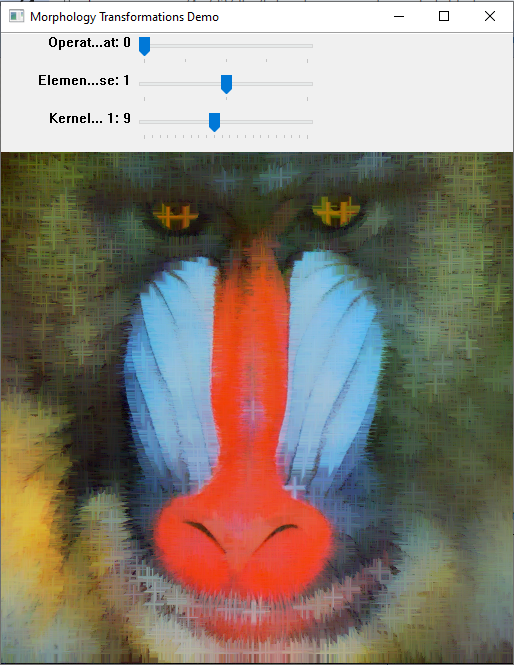 Morphology Transformations Demo
Operat...at: 0
Elemen...se: 1
Kernel... 1: 9